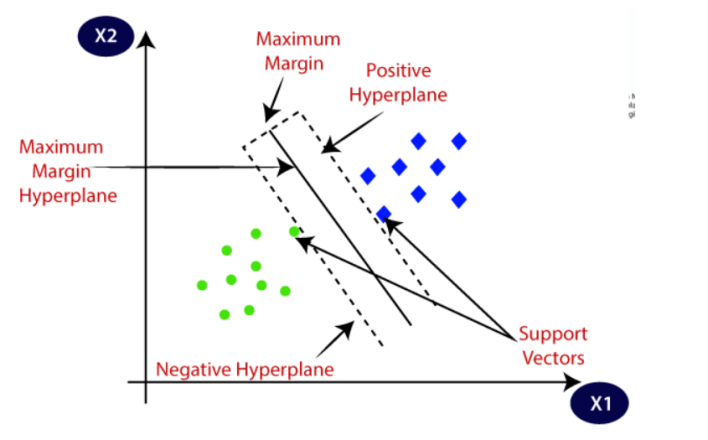 X2
Maximum
Margin
Positive
Hyperplane
Maximum
Margin
Hyperplane
Support
Vectors
Negative Hyperplane
X1